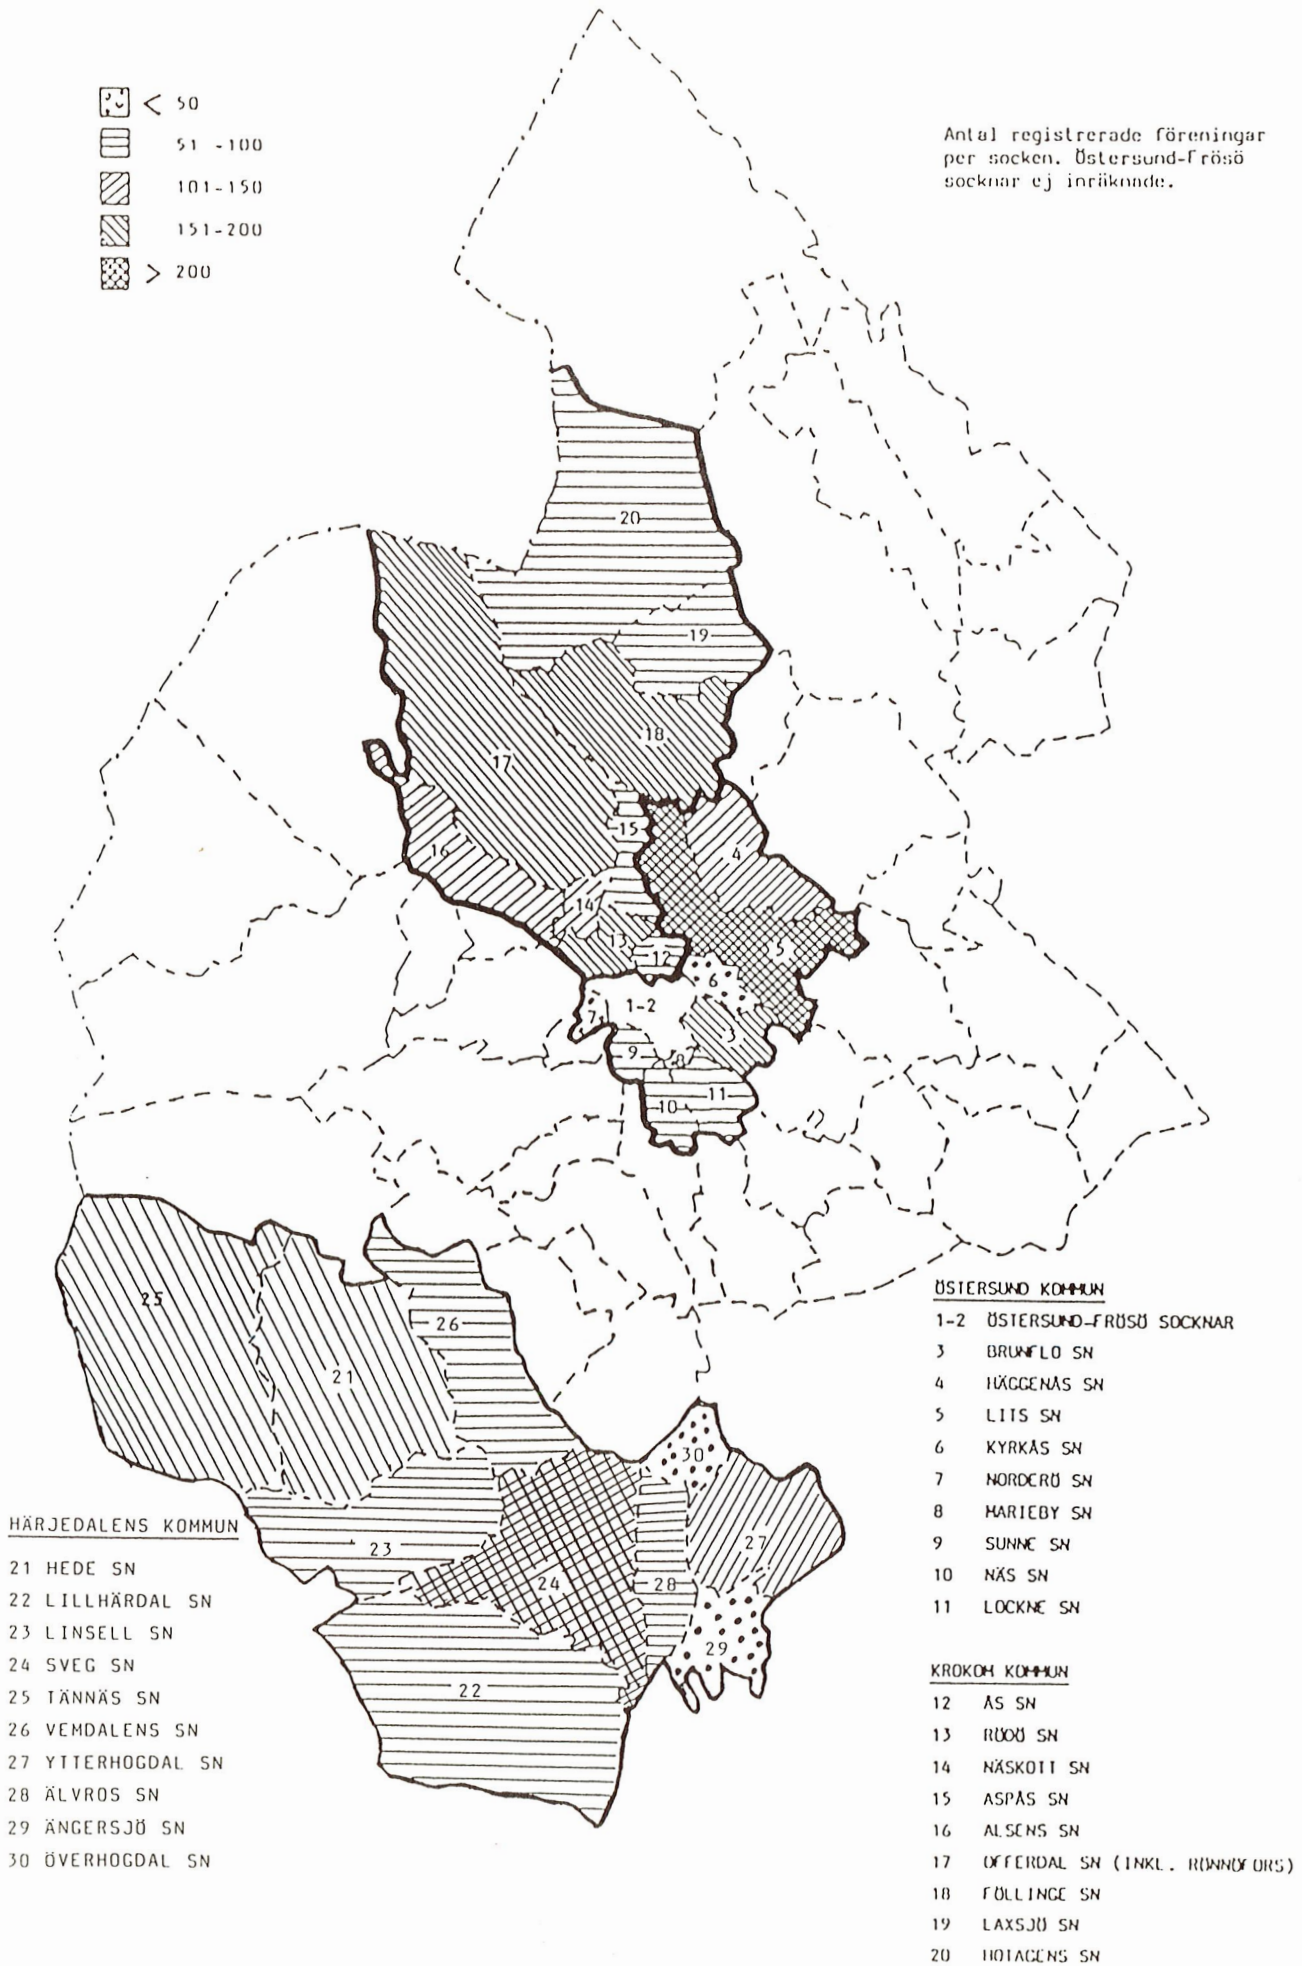 < 50
51 -100
101-150
151-200
> 200
Antal registrerade föreningar
per socken. Östersund-Frösö
socknar ej inräknade.
20
19
18
17
15
4
16
14
13
5
12
6
1-2
7
3
9
8
11
10
25
26
21
30
23
27
24
28
29
22
ÖSTERSUND KOMMUN
1-2 ÖSTERSUND-FRÖSÖ SOCKNAR
3 BRUNFLO SN
4 HÄGGENÅS SN
5 LITS SN
6 KYRKÅS SN
7 NORDERÖ SN
8 MARIEBY SN
9 SUNNE SN
10 NÄS SN
11 LOCKNE SN
KROKOM KOMMUN
12 ÅS SN
13 RÖDÖ SN
14 NÄSKOTT SN
15 ASPÅS SN
16 ALSENS SN
17 OFFERDAL SN (INKL. RÖNNÖFORS)
18 FÖLLINGE SN
19 LAXSJÖ SN
20 HOTAGENS SN
HÄRJEDALENS KOMMUN
21 HEDE SN
22 LILLHÄRDAL SN
23 LINSELL SN
24 SVEG SN
25 TÄNNÄS SN
26 VEMDALENS SN
27 YTTERHOGDAL SN
28 ÄLVROS SN
29 ÄNGERSJÖ SN
30 ÖVERHOGDAL SN